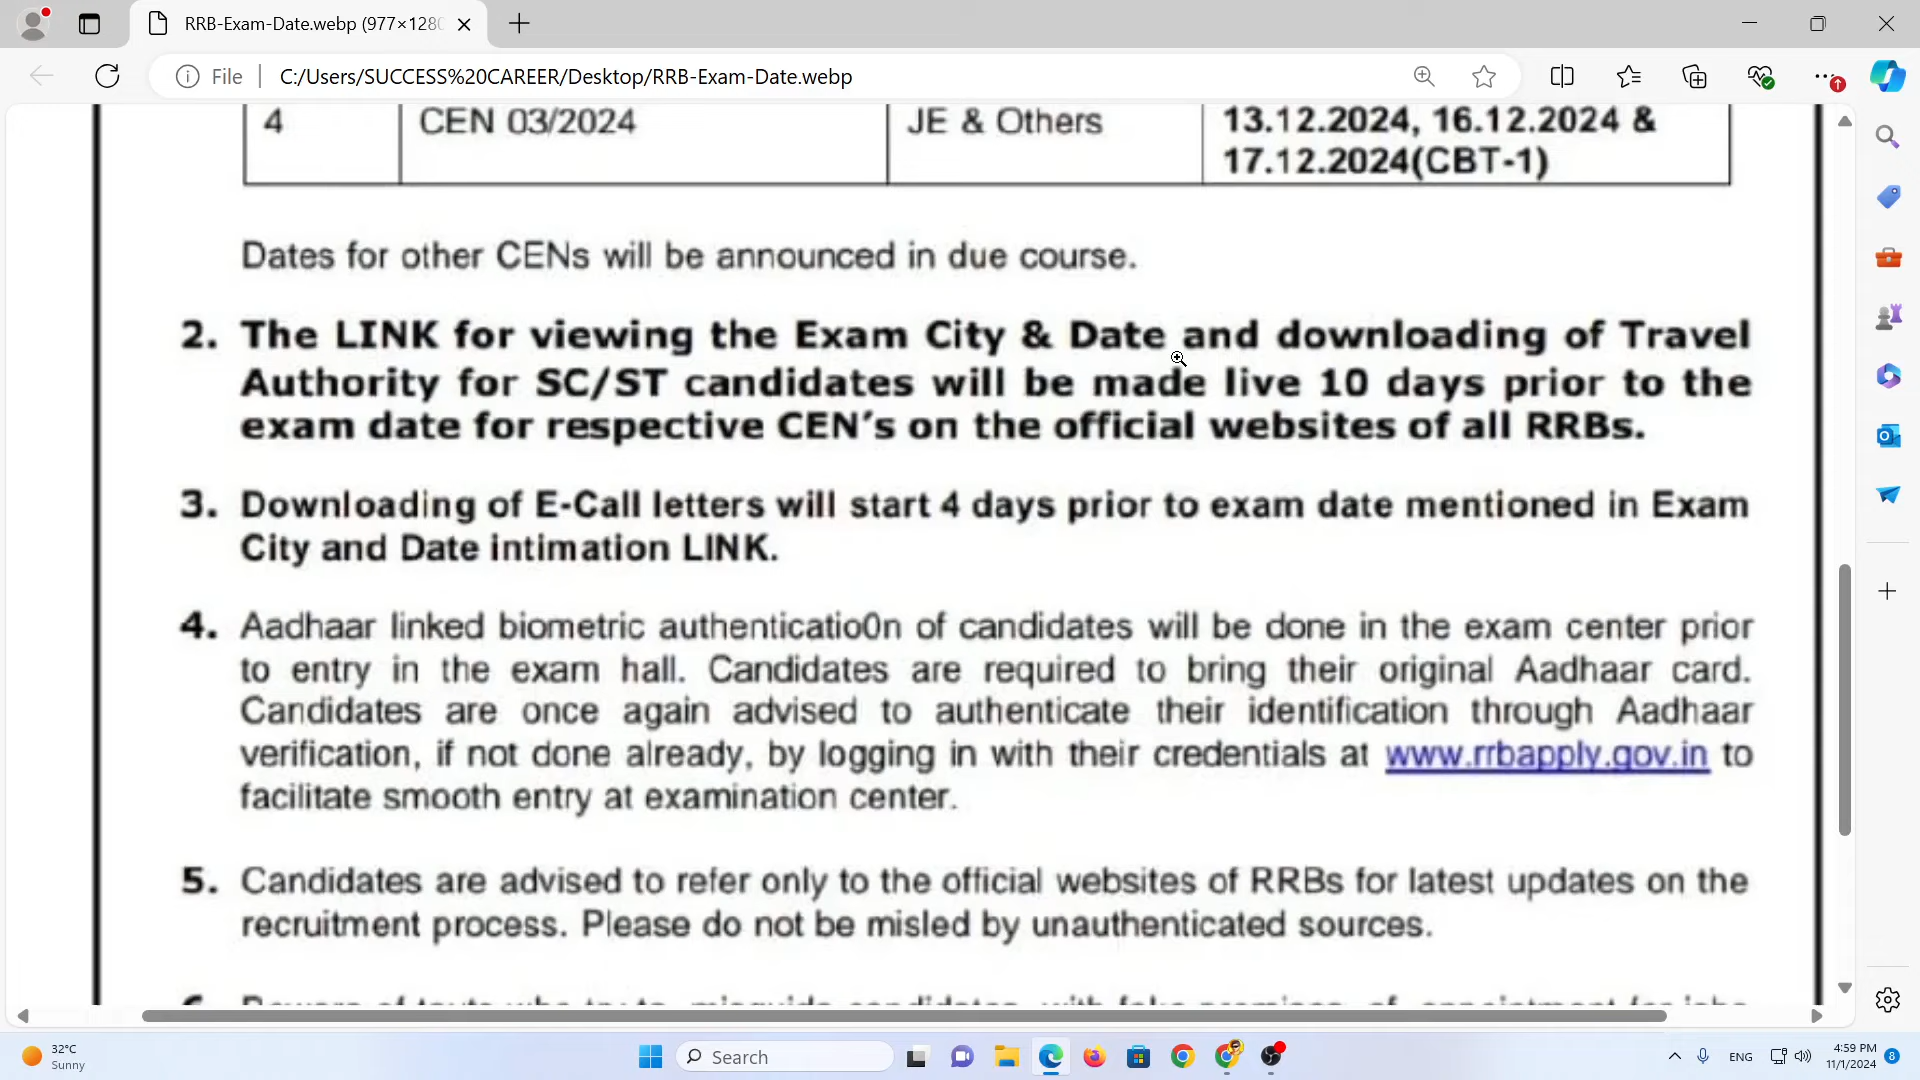 RRB-Exam-Date.webp (977×128
File
C:/Users/SUCCESS%20CAREER/Desktop/RRB-Exam-Date.webp
4 CEN 03/2024 JE & Others 13.12.2024, 16.12.2024 &
17.12.2024(CBT-1)
Dates for other CENs will be announced in due course.
2. The LINK for viewing the Exam City & Date and downloading of Travel
Authority for SC/ST candidates will be made live 10 days prior to the
exam date for respective CEN's on the official websites of all RRBs.
3. Downloading of E-Call letters will start 4 days prior to exam date mentioned in Exam
City and Date intimation LINK.
4. Aadhaar linked biometric authenticatio0n of candidates will be done in the exam center prior
to entry in the exam hall. Candidates are required to bring their original Aadhaar card.
Candidates are once again advised to authenticate their identification through Aadhaar
verification, if not done already, by logging in with their credentials at www.rrbapply.gov.in to
facilitate smooth entry at examination center.
5. Candidates are advised to refer only to the official websites of RRBs for latest updates on the
recruitment process. Please do not be misled by unauthenticated sources.
32°C
Sunny
Search
ENG
4:59 PM
11/1/2024
8